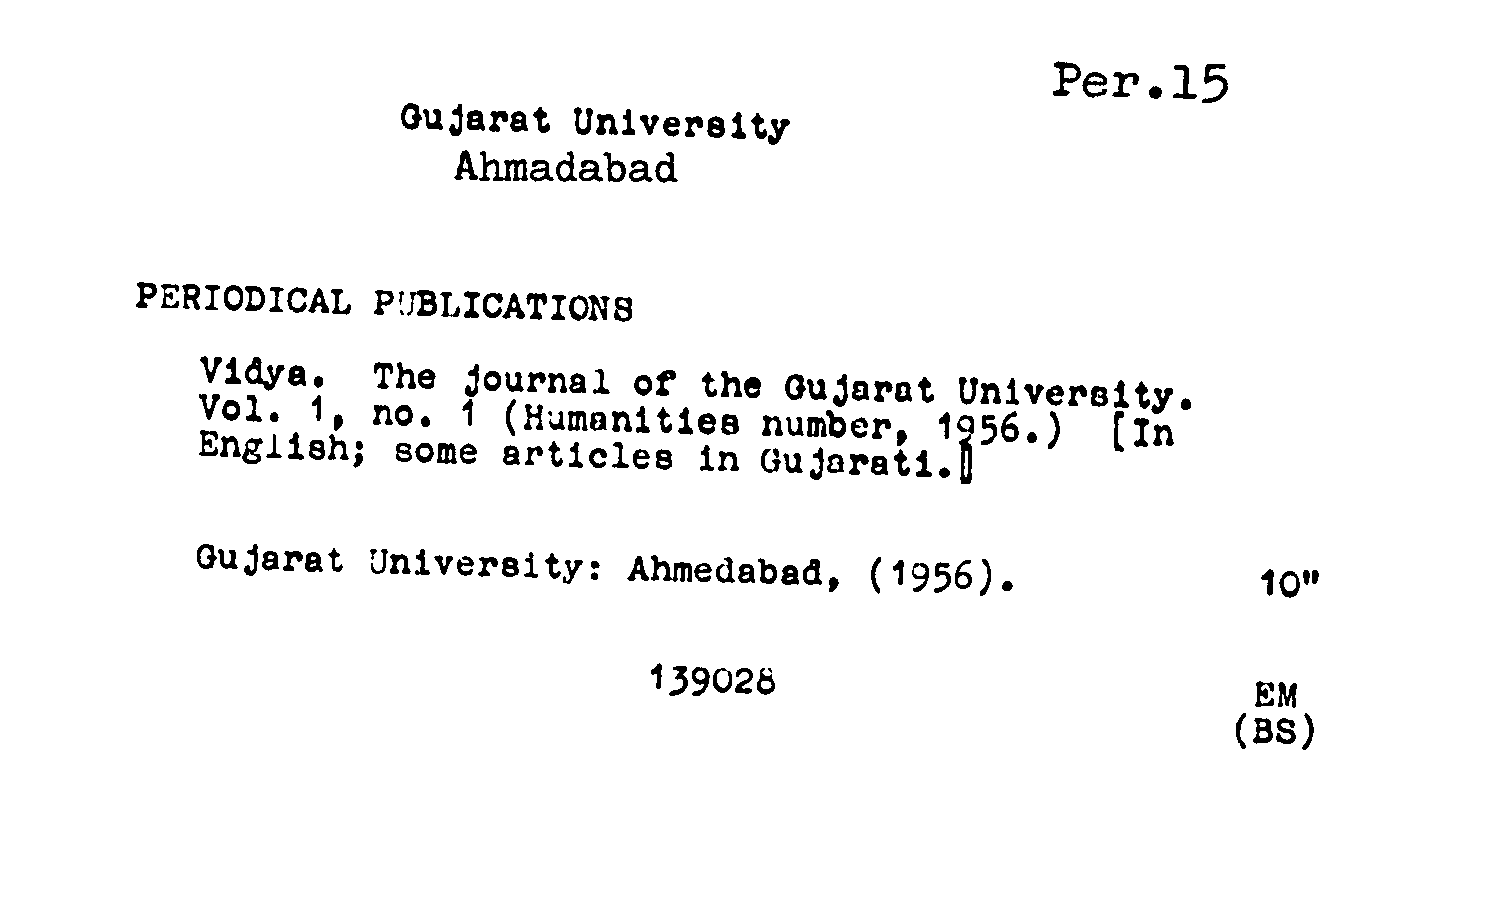 Per.15
Gujarat University
Ahmadabad
PERIODICAL PUBLICATIONS
Vidya. The journal of the Gujarat University.
Vol. 1, no. 1 (Humanities number, 1956.) [In
English; some articles in Gujarati.]
Gujarat University: Ahmedabad, (1956). 10"
139028
EM
(BS)